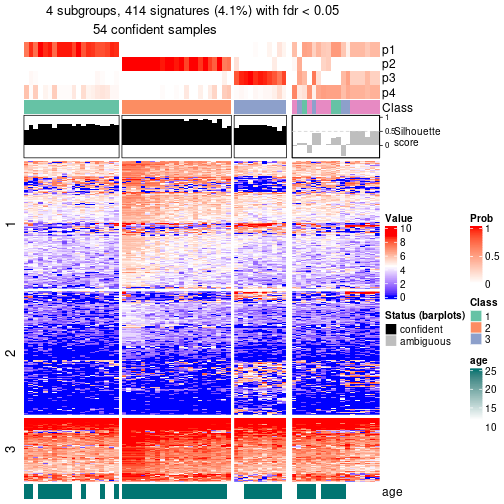 4 subgroups, 414 signatures (4.1%) with fdr < 0.05
54 confident samples
p1
p2
p3
p4
Class
1
0.5
0
Silhouette
score
1
2
3
age
Value
10
8
6
4
2
0
Status (barplots)
confident
ambiguous
Prob
1
0.5
0
Class
1
2
3
age
25
20
15
10